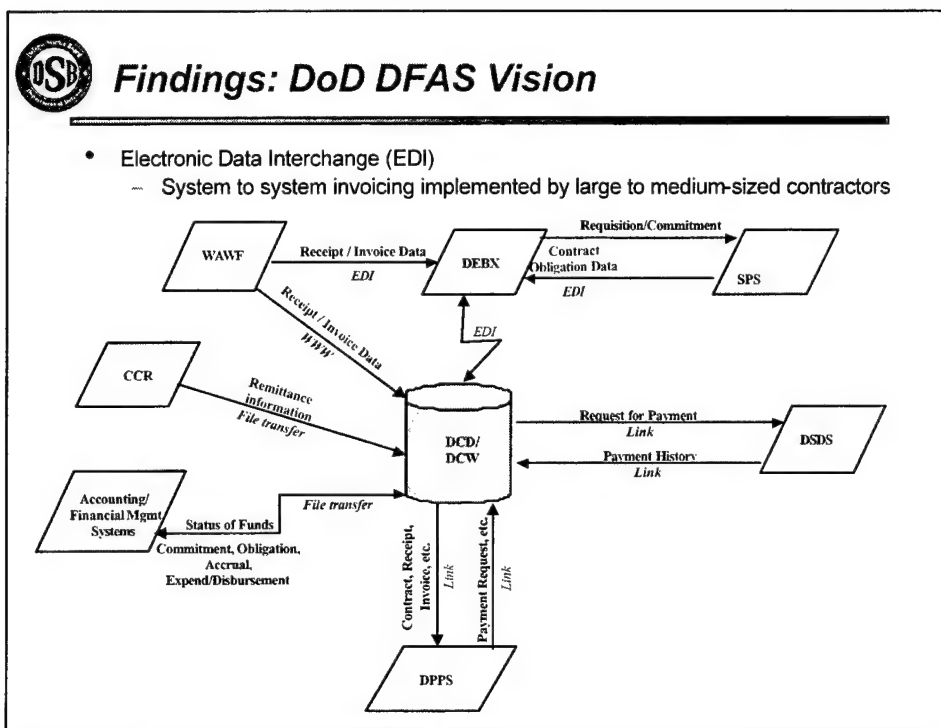 DSB
Findings: DoD DFAS Vision
• Electronic Data Interchange (EDI)
– System to system invoicing implemented by large to medium-sized contractors
WAWF
Receipt / Invoice Data
EDI
DEBX
Requisition/Commitment
Contract
Obligation Data
EDI
SPS
Receipt / Invoice Data
WWW
EDI
CCR
Remittance
information
File transfer
DCD/
DCW
Request for Payment
Link
Payment History
Link
DSDS
Accounting/
Financial Mgmt
Systems
Status of Funds
File transfer
Commitment, Obligation,
Accrual,
Expend/Disbursement
Contract, Receipt,
Invoice, etc.
Link
Payment Request, etc.
Link
DPPS